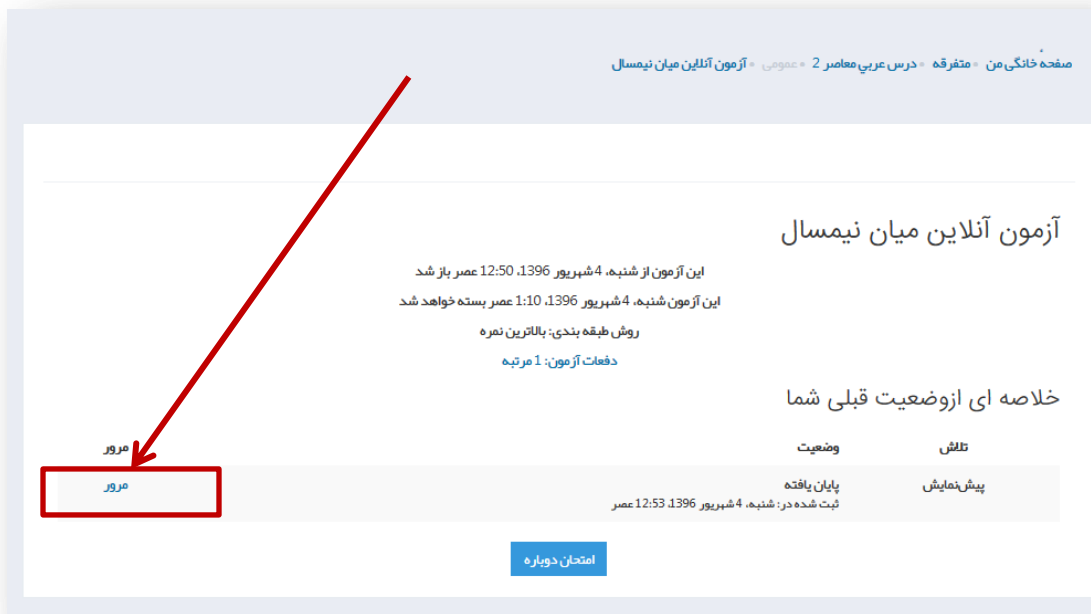 صفحهٔ خانگی من ▪ متفرقه ▪ درس عربي معاصر 2 ▪ عمومی ▪ آزمون آنلاین میان نیمسال
آزمون آنلاین میان نیمسال
این آزمون از شنبه، 4 شهریور 1396، 12:50 عصر باز شد
این آزمون شنبه، 4 شهریور 1396، 1:10 عصر بسته خواهد شد
روش طبقه بندی: بالاترین نمره
دفعات آزمون: 1 مرتبه
خلاصه ای ازوضعیت قبلی شما
تلاش وضعیت مرور
پیش‌نمایش پایان یافته مرور
ثبت شده در: شنبه، 4 شهریور 1396، 12:53 عصر
امتحان دوباره